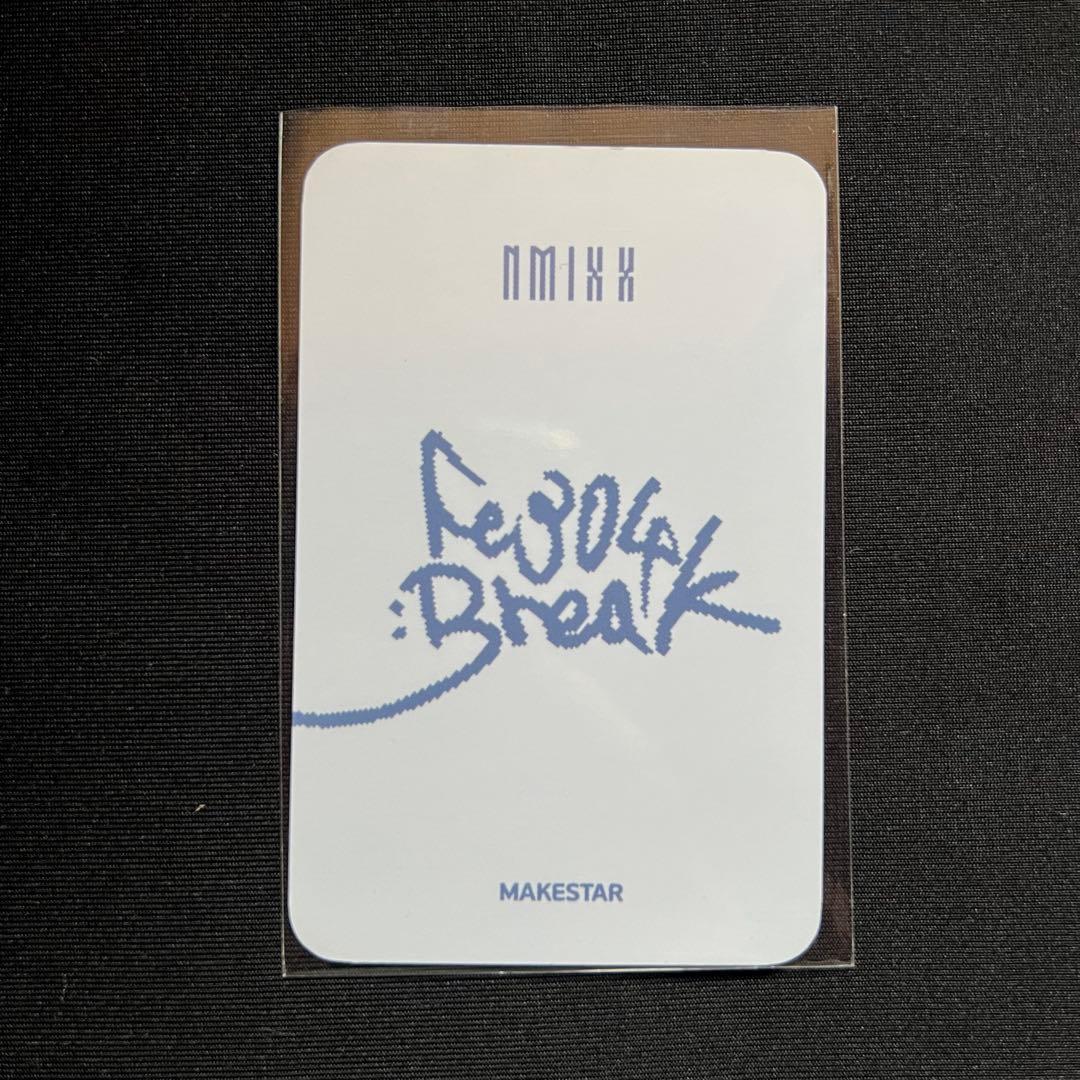 NMIXX
Fe3O4
:Break
MAKESTAR